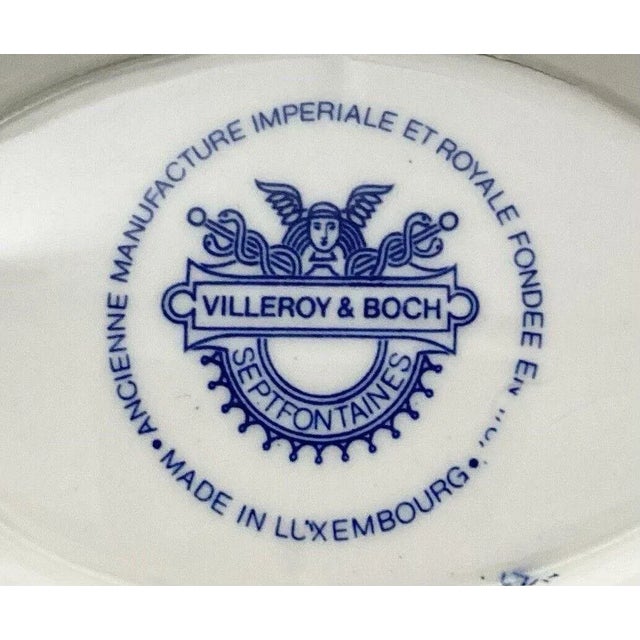 ANCIENNE MANUFACTURE IMPERIALE ET ROYALE FONDEE EN
VILLEROY & BOCH
SEPTFONTAINES
• MADE IN LUXEMBOURG •